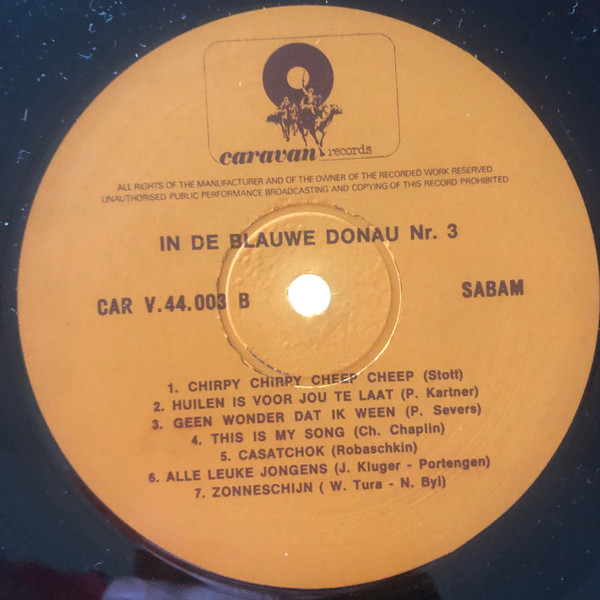 caravan records
ALL RIGHTS OF THE MANUFACTURER AND OF THE OWNER OF THE RECORDED WORK RESERVED
UNAUTHORISED PUBLIC PERFORMANCE BROADCASTING AND COPYING OF THIS RECORD PROHIBITED
IN DE BLAUWE DONAU Nr. 3
CAR V.44.003 B SABAM
1. CHIRPY CHIRPY CHEEP CHEEP (Stott)
2. HUILEN IS VOOR JOU TE LAAT (P. Kartner)
3. GEEN WONDER DAT IK WEEN (P. Severs)
4. THIS IS MY SONG (Ch. Chaplin)
5. CASATCHOK (Robaschkin)
6. ALLE LEUKE JONGENS (J. Kluger - Portengen)
7. ZONNESCHIJN ( W. Tura - N. Byl)